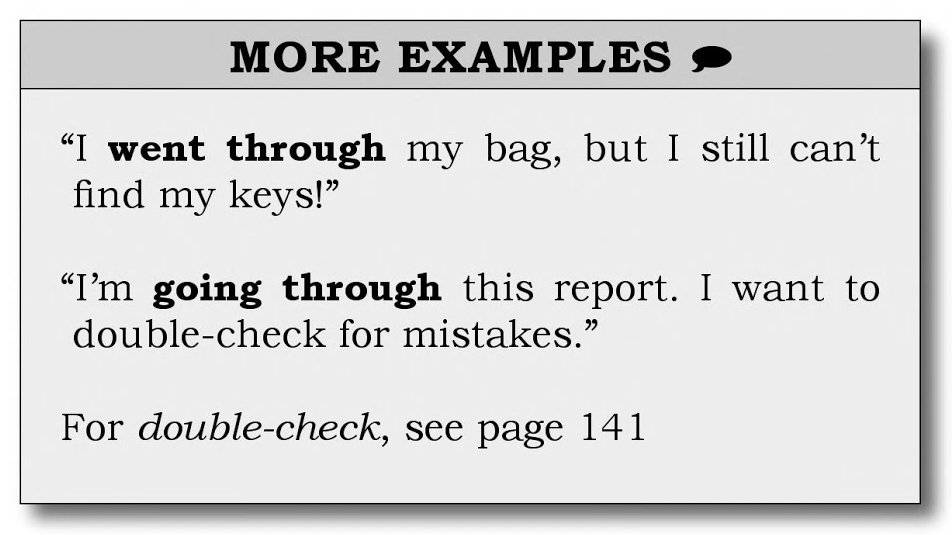 MORE EXAMPLES
“I went through my bag, but I still can’t
find my keys!”
“I’m going through this report. I want to
double-check for mistakes.”
For double-check, see page 141